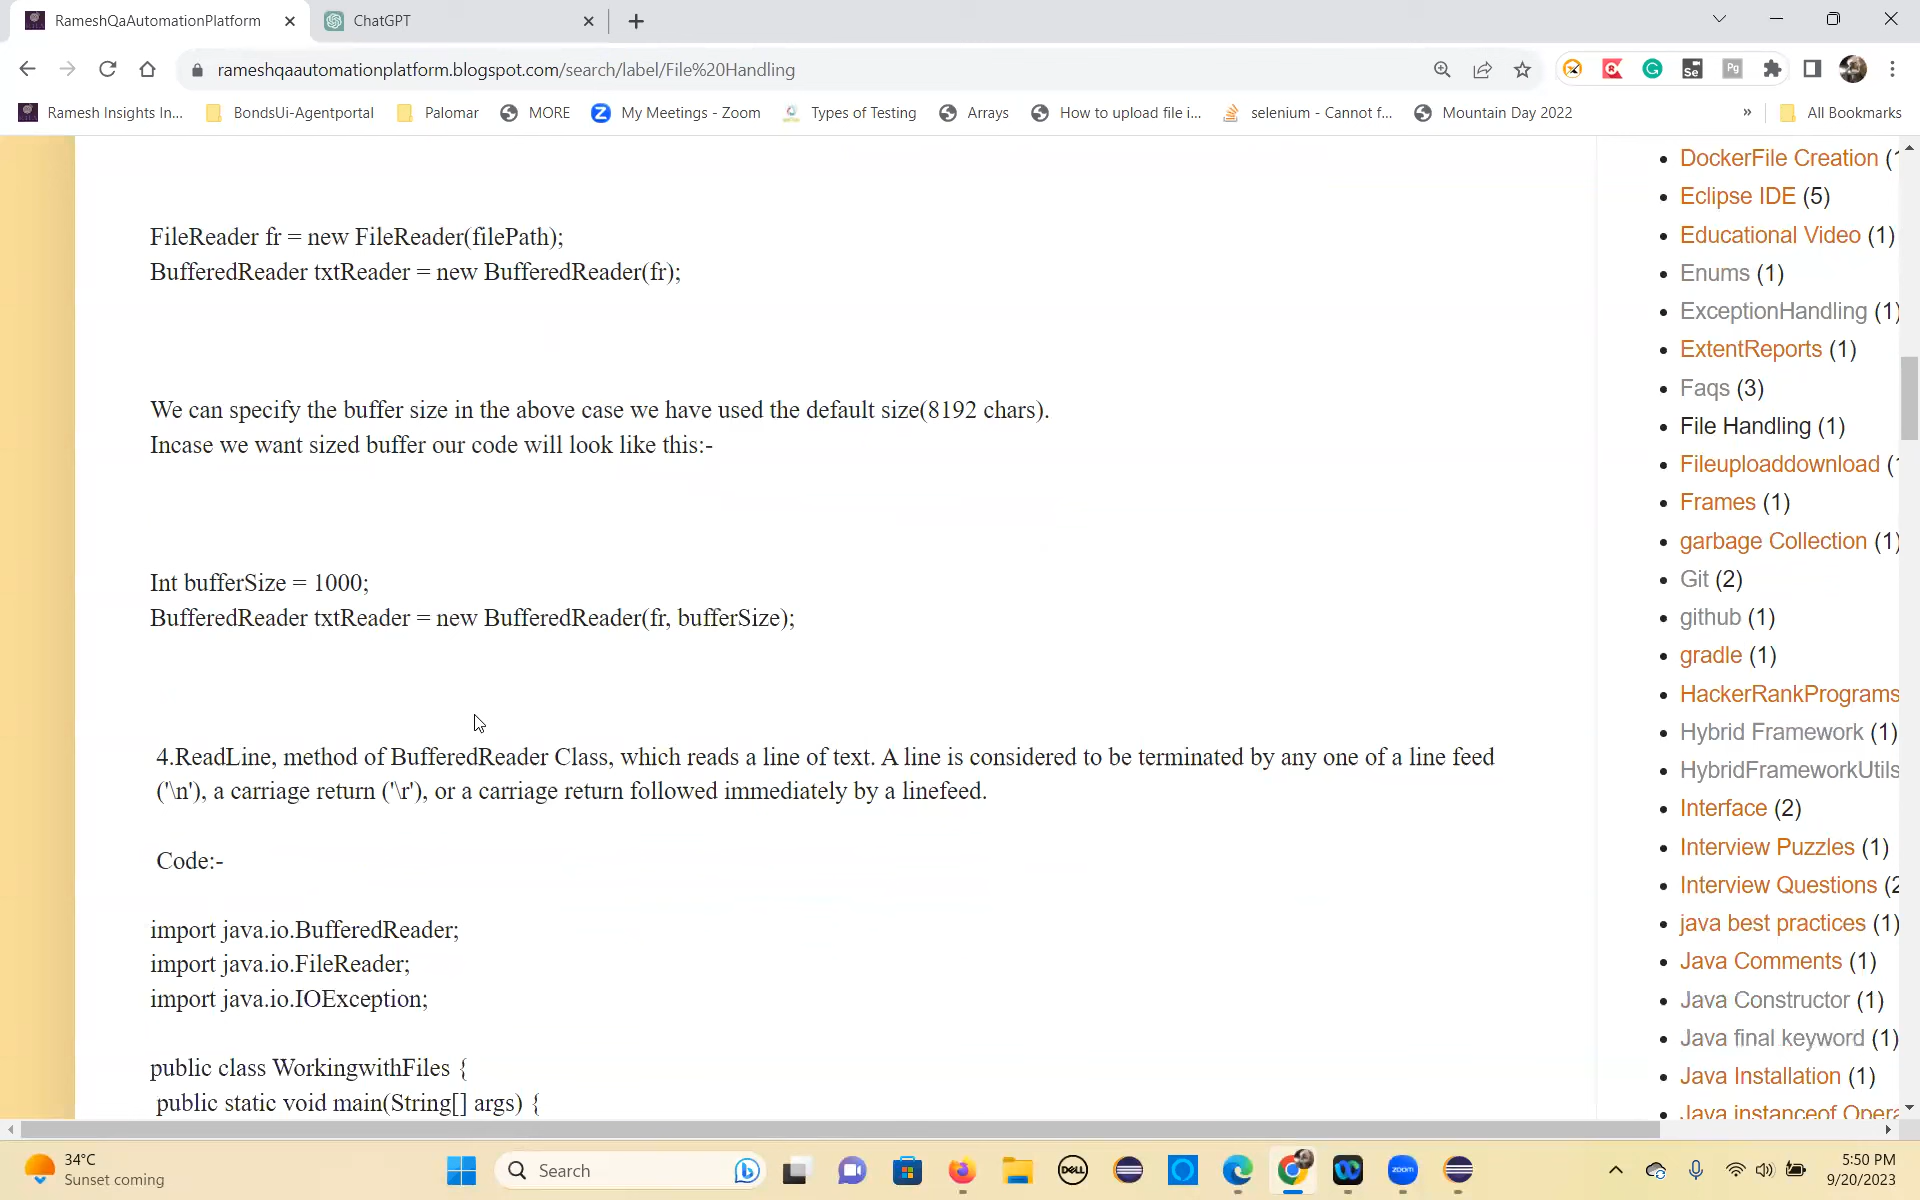 RameshQaAutomationPlatform
ChatGPT
rameshqaautomationplatform.blogspot.com/search/label/File%20Handling
Ramesh Insights In...
BondsUi-Agentportal
Palomar
MORE
My Meetings - Zoom
Types of Testing
Arrays
How to upload file i...
selenium - Cannot f...
Mountain Day 2022
»
All Bookmarks
FileReader fr = new FileReader(filePath);
BufferedReader txtReader = new BufferedReader(fr);
We can specify the buffer size in the above case we have used the default size(8192 chars).
Incase we want sized buffer our code will look like this:-
Int bufferSize = 1000;
BufferedReader txtReader = new BufferedReader(fr, bufferSize);
4.ReadLine, method of BufferedReader Class, which reads a line of text. A line is considered to be terminated by any one of a line feed
('\n'), a carriage return ('\r'), or a carriage return followed immediately by a linefeed.
Code:-
import java.io.BufferedReader;
import java.io.FileReader;
import java.io.IOException;
public class WorkingwithFiles {
public static void main(String[] args) {
DockerFile Creation (1
Eclipse IDE (5)
Educational Video (1)
Enums (1)
ExceptionHandling (1)
ExtentReports (1)
Faqs (3)
File Handling (1)
Fileuploaddownload (1
Frames (1)
garbage Collection (1)
Git (2)
github (1)
gradle (1)
HackerRankPrograms
Hybrid Framework (1)
HybridFrameworkUtils
Interface (2)
Interview Puzzles (1)
Interview Questions (2
java best practices (1)
Java Comments (1)
Java Constructor (1)
Java final keyword (1)
Java Installation (1)
Java instanceof Opera
34°C
Sunset coming
Search
DELL
zoom
5:50 PM
9/20/2023